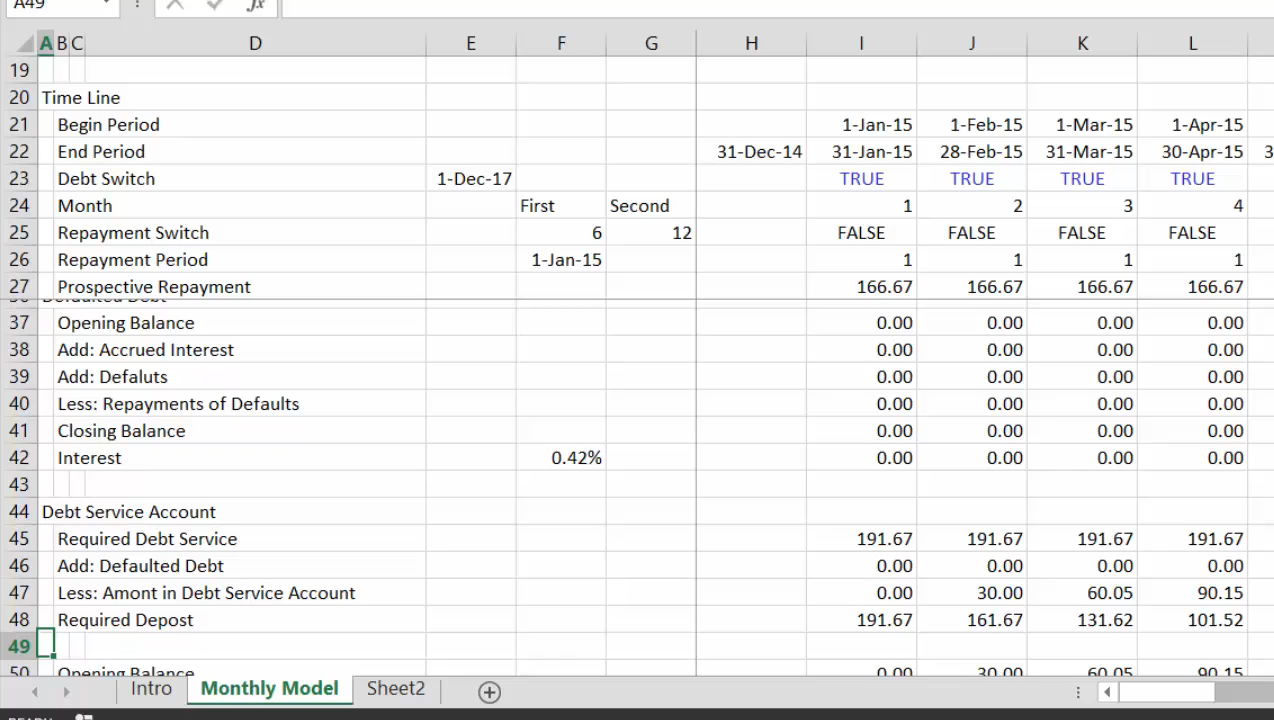 A49 fx
A B C D E F G H I J K L
19
20 Time Line
21 Begin Period 1-Jan-15 1-Feb-15 1-Mar-15 1-Apr-15
22 End Period 31-Dec-14 31-Jan-15 28-Feb-15 31-Mar-15 30-Apr-15 3
23 Debt Switch 1-Dec-17 TRUE TRUE TRUE TRUE
24 Month First Second 1 2 3 4
25 Repayment Switch 6 12 FALSE FALSE FALSE FALSE
26 Repayment Period 1-Jan-15 1 1 1 1
27 Prospective Repayment 166.67 166.67 166.67 166.67
36 Defaulted Debt
37 Opening Balance 0.00 0.00 0.00 0.00
38 Add: Accrued Interest 0.00 0.00 0.00 0.00
39 Add: Defaluts 0.00 0.00 0.00 0.00
40 Less: Repayments of Defaults 0.00 0.00 0.00 0.00
41 Closing Balance 0.00 0.00 0.00 0.00
42 Interest 0.42% 0.00 0.00 0.00 0.00
43
44 Debt Service Account
45 Required Debt Service 191.67 191.67 191.67 191.67
46 Add: Defaulted Debt 0.00 0.00 0.00 0.00
47 Less: Amont in Debt Service Account 0.00 30.00 60.05 90.15
48 Required Depost 191.67 161.67 131.62 101.52
49
50 Opening Balance 0.00 30.00 60.05 90.15
Intro Monthly Model Sheet2
READY